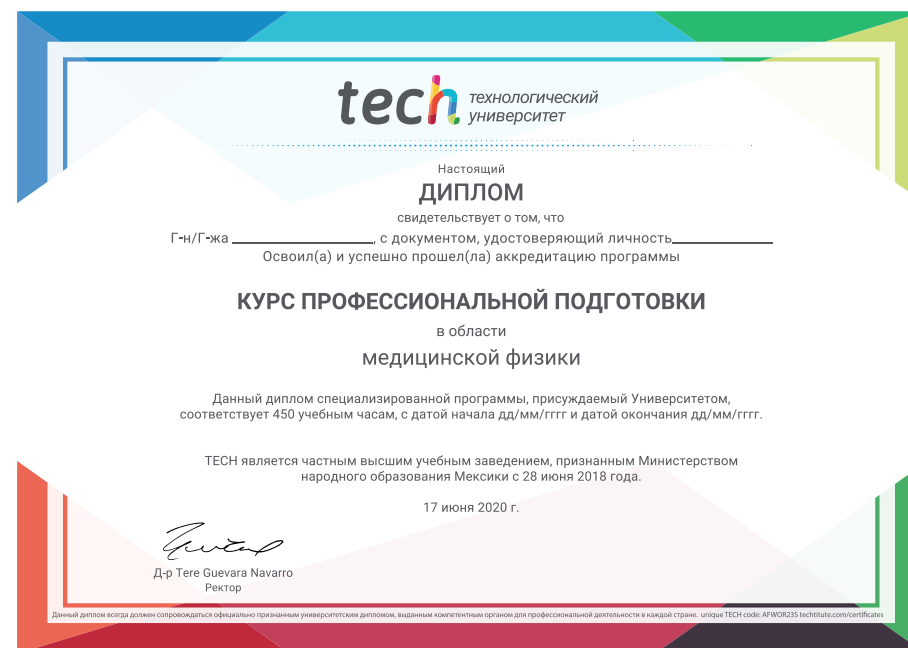 tech технологический
университет
Настоящий
ДИПЛОМ
свидетельствует о том, что
Г-н/Г-жа ____________________, с документом, удостоверяющий личность______________
Освоил(а) и успешно прошел(ла) аккредитацию программы
КУРС ПРОФЕССИОНАЛЬНОЙ ПОДГОТОВКИ
в области
медицинской физики
Данный диплом специализированной программы, присуждаемый Университетом,
соответствует 450 учебным часам, с датой начала дд/мм/гггг и датой окончания дд/мм/гггг.
TECH является частным высшим учебным заведением, признанным Министерством
народного образования Мексики с 28 июня 2018 года.
17 июня 2020 г.
Д-р Tere Guevara Navarro
Ректор
Данный диплом всегда должен сопровождаться официально признанным университетским дипломом, выданным компетентным органом для профессиональной деятельности в каждой стране. unique TECH code: AFWOR23S techtitute.com/certificates